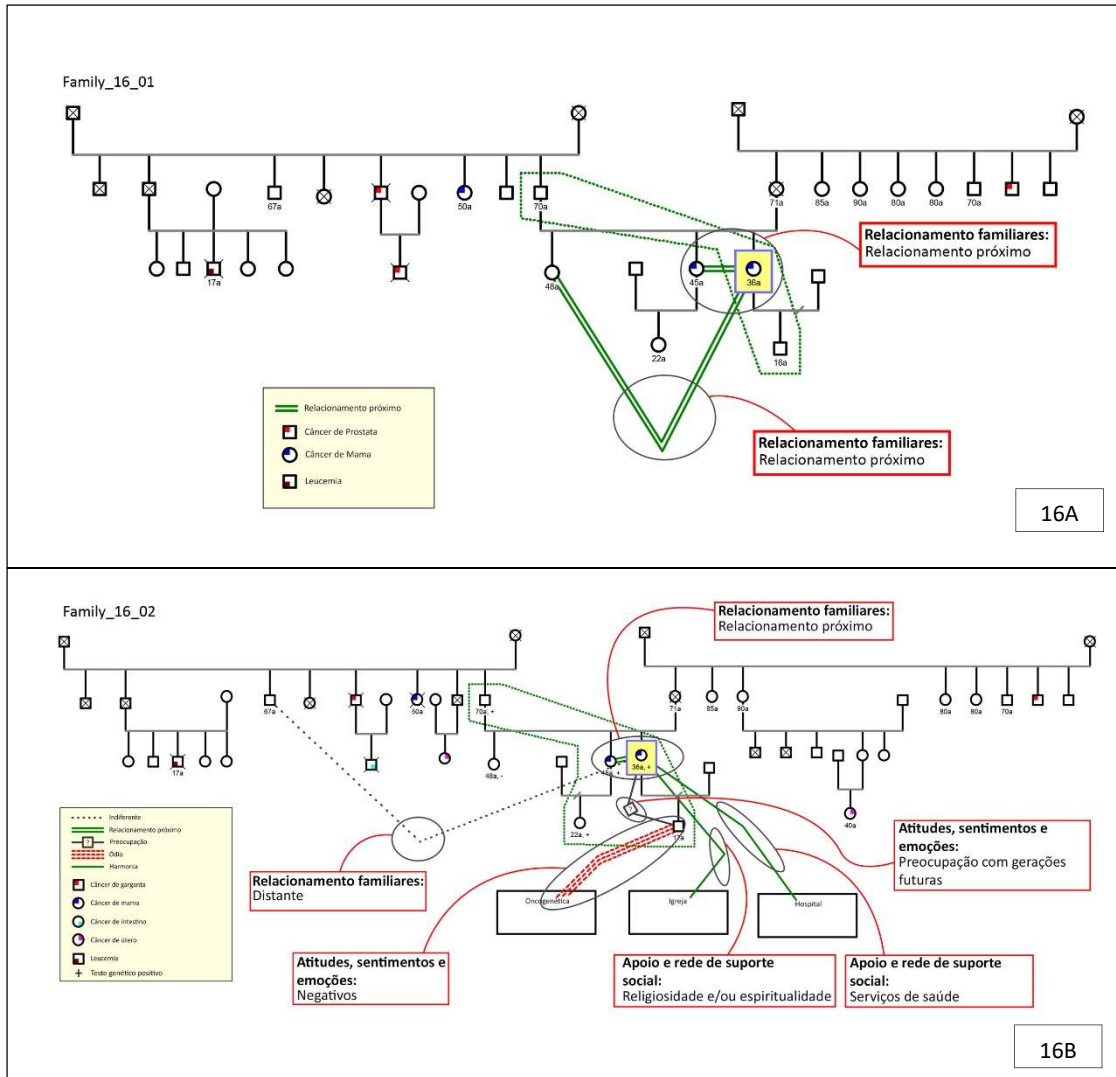 Family_16_01
67a
50a
70a
71a
85a
90a
80a
80a
70a
17a
48a
45a
36a
22a
16a
Relacionamento familiares:
Relacionamento próximo
Relacionamento próximo
Câncer de Prostata
Câncer de Mama
Leucemia
Relacionamento familiares:
Relacionamento próximo
16A
Family_16_02
Relacionamento familiares:
Relacionamento próximo
67a
50a
70a, +
71a
85a
90a
80a
80a
70a
17a
48a, -
45a, +
36a, +
?
22a, +
17a
40a
Indiferente
Relacionamento próximo
? Preocupação
Ódio
Harmonia
Câncer de garganta
Câncer de mama
Câncer de intestino
Câncer de útero
Leucemia
+ Teste genético positivo
Relacionamento familiares:
Distante
Atitudes, sentimentos e
emoções:
Preocupação com gerações
futuras
Oncogenética
Igreja
Hospital
Atitudes, sentimentos e
emoções:
Negativos
Apoio e rede de suporte
social:
Religiosidade e/ou espiritualidade
Apoio e rede de suporte
social:
Serviços de saúde
16B